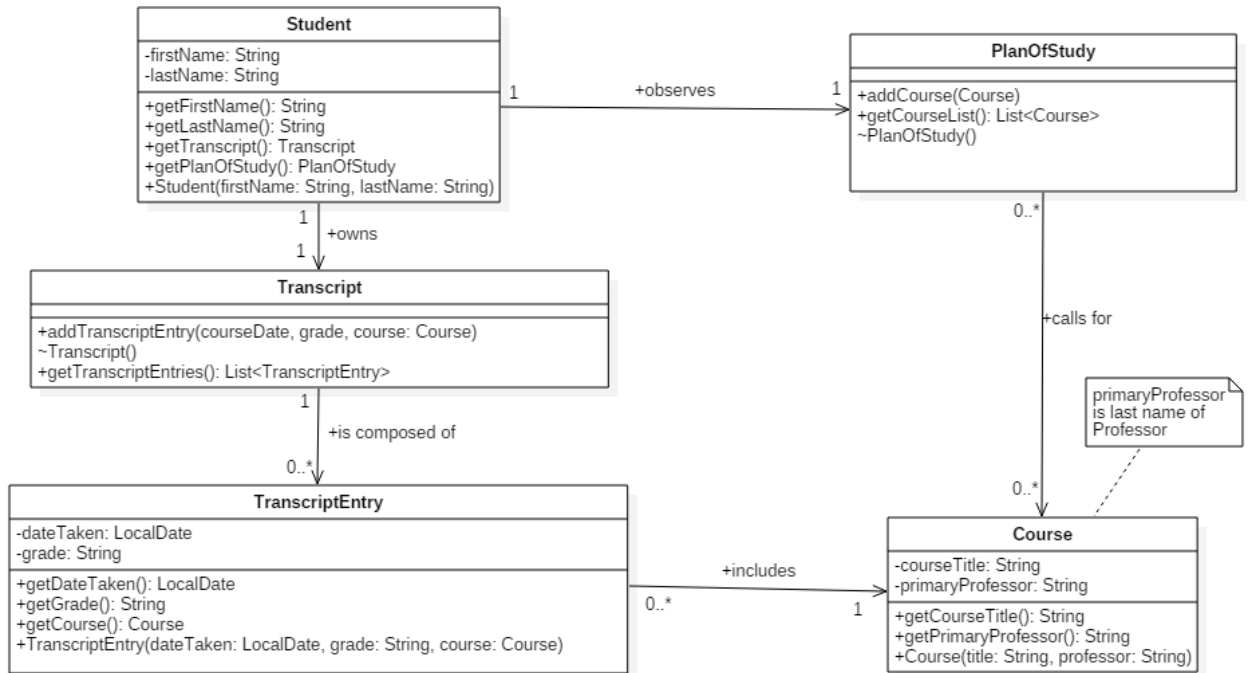 Student
-firstName: String
-lastName: String
+getFirstName(): String
+getLastName(): String
+getTranscript(): Transcript
+getPlanOfStudy(): PlanOfStudy
+Student(firstName: String, lastName: String)
1
+observes
1
PlanOfStudy
+addCourse(Course)
+getCourseList(): List<Course>
~PlanOfStudy()
1
+owns
1
Transcript
+addTranscriptEntry(courseDate, grade, course: Course)
~Transcript()
+getTranscriptEntries(): List<TranscriptEntry>
0..*
+calls for
0..*
primaryProfessor
is last name of
Professor
1
+is composed of
0..*
TranscriptEntry
-dateTaken: LocalDate
-grade: String
+getDateTaken(): LocalDate
+getGrade(): String
+getCourse(): Course
+TranscriptEntry(dateTaken: LocalDate, grade: String, course: Course)
+includes
0..*
1
Course
-courseTitle: String
-primaryProfessor: String
+getCourseTitle(): String
+getPrimaryProfessor(): String
+Course(title: String, professor: String)